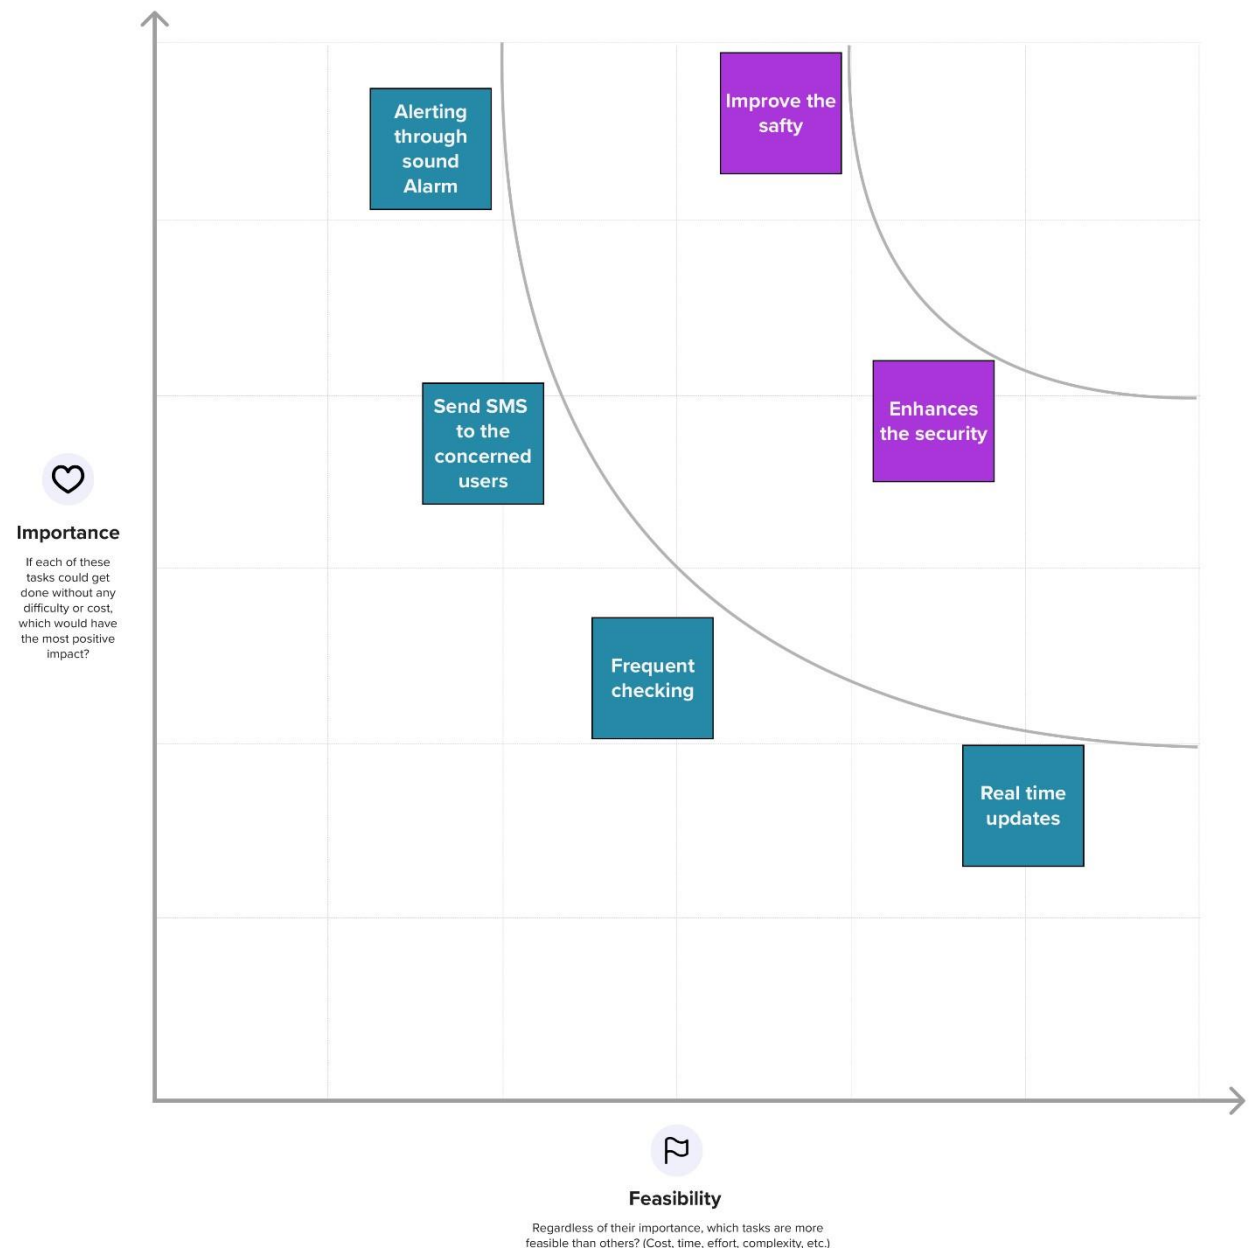 Alerting
through
sound
Alarm
Improve the
safty
Send SMS
to the
concerned
users
Enhances
the security
Importance
If each of these
tasks could get
done without any
difficulty or cost,
which would have
the most positive
impact?
Frequent
checking
Real time
updates
Feasibility
Regardless of their importance, which tasks are more
feasible than others? (Cost, time, effort, complexity, etc.)